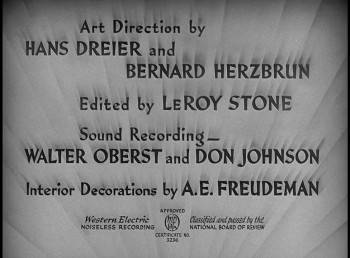 Art Direction by
HANS DREIER and
BERNARD HERZBRUN
Edited by LEROY STONE
Sound Recording—
WALTER OBERST and DON JOHNSON
Interior Decorations by A.E. FREUDEMAN
APPROVED
Western Electric
NOISELESS RECORDING
Classified and passed by the
NATIONAL BOARD OF REVIEW
CERTIFICATE NO.
3236